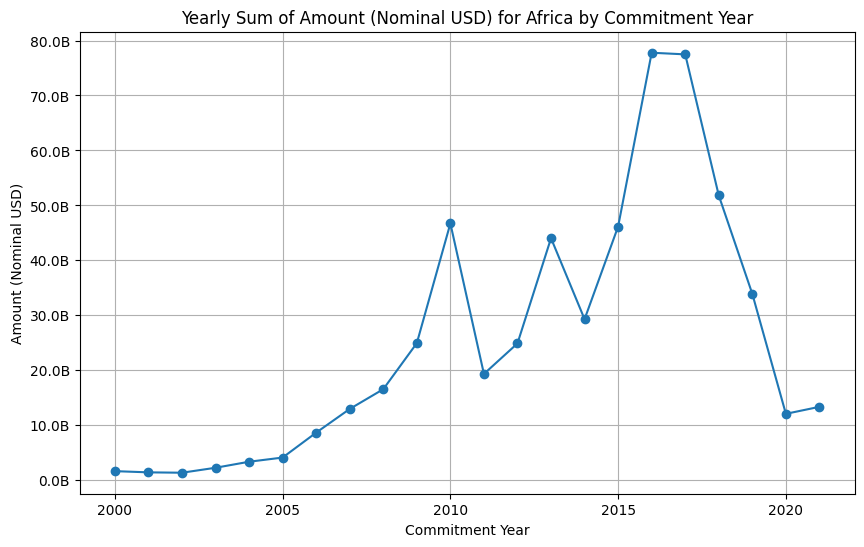 Yearly Sum of Amount (Nominal USD) for Africa by Commitment Year
80.0B
70.0B
60.0B
50.0B
40.0B
30.0B
20.0B
10.0B
0.0B
Amount (Nominal USD)
2000
2005
2010
2015
2020
Commitment Year